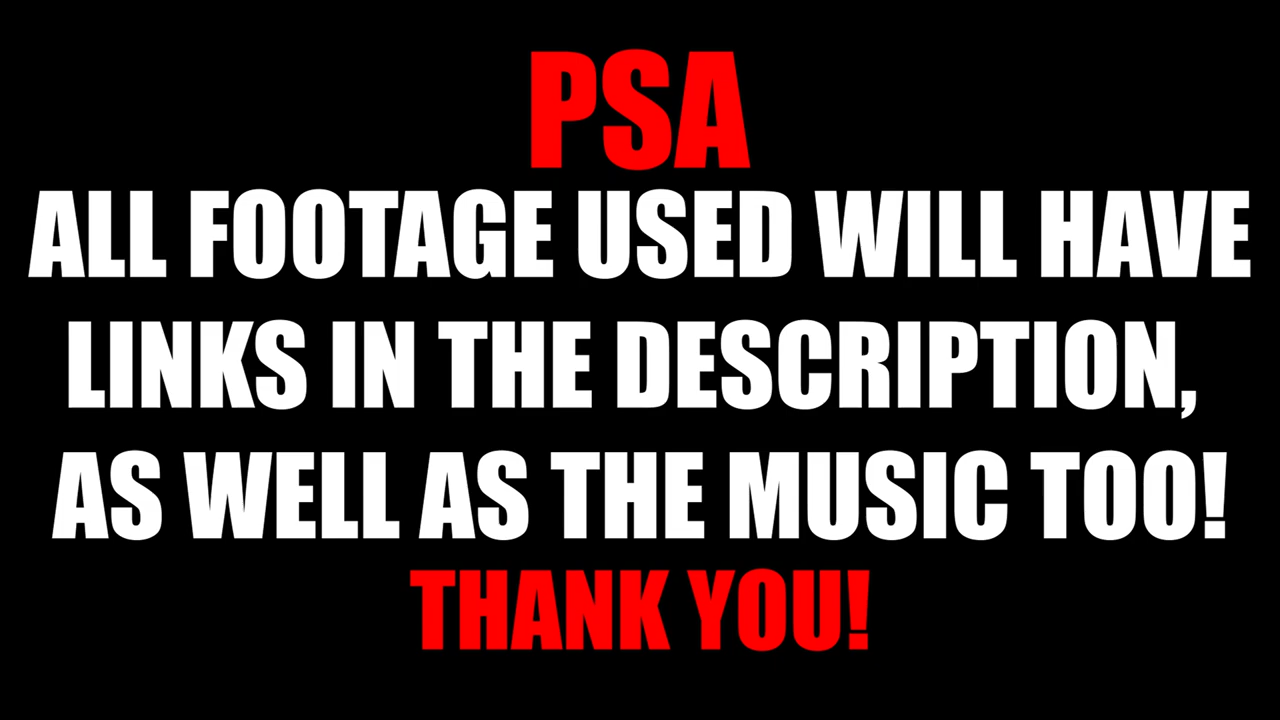 PSA
ALL FOOTAGE USED WILL HAVE
LINKS IN THE DESCRIPTION,
AS WELL AS THE MUSIC TOO!
THANK YOU!